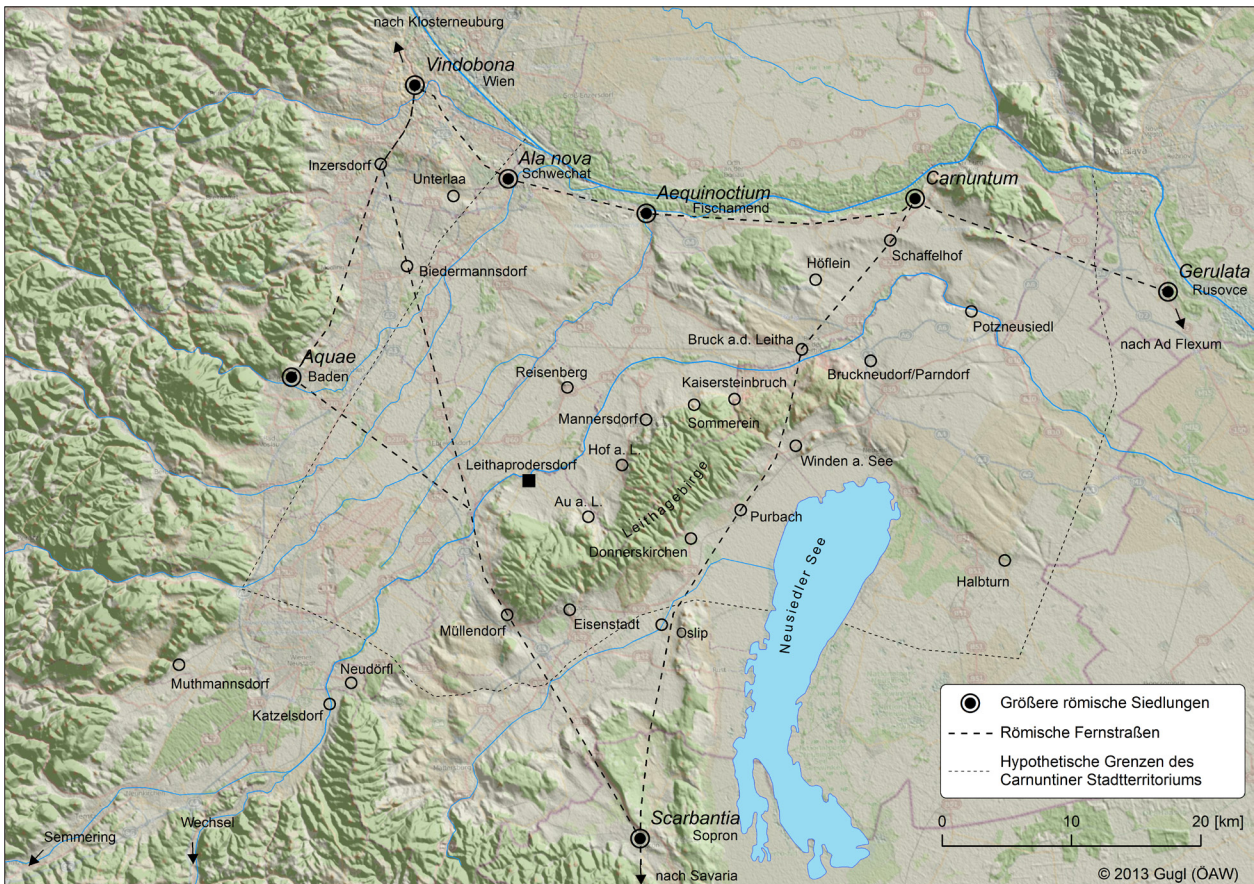 nach Klosterneuburg
Vindobona
Wien
Inzersdorf
Unterlaa
Ala nova
Schwechat
Aequinoctium
Fischamend
Carnuntum
Schaffelhof
Höflein
Biedermannsdorf
Gerulata
Rusovce
Potzneusiedl
nach Ad Flexum
Bruck a.d. Leitha
Bruckneudorf/Parndorf
Aquae
Baden
Reisenberg
Kaisersteinbruch
Mannersdorf
Sommerein
Hof a. L.
Winden a. See
Leithaprodersdorf
Leithagebirge
Au a. L.
Purbach
Donnerskirchen
Neusiedler See
Halbturn
Müllendorf
Eisenstadt
Oslip
Muthmannsdorf
Neudörfl
Katzelsdorf
Semmering
Wechsel
Scarbantia
Sopron
nach Savaria
Größere römische Siedlungen
Römische Fernstraßen
Hypothetische Grenzen des
Carnuntiner Stadtterritoriums
0 10 20 [km]
© 2013 Gugl (ÖAW)